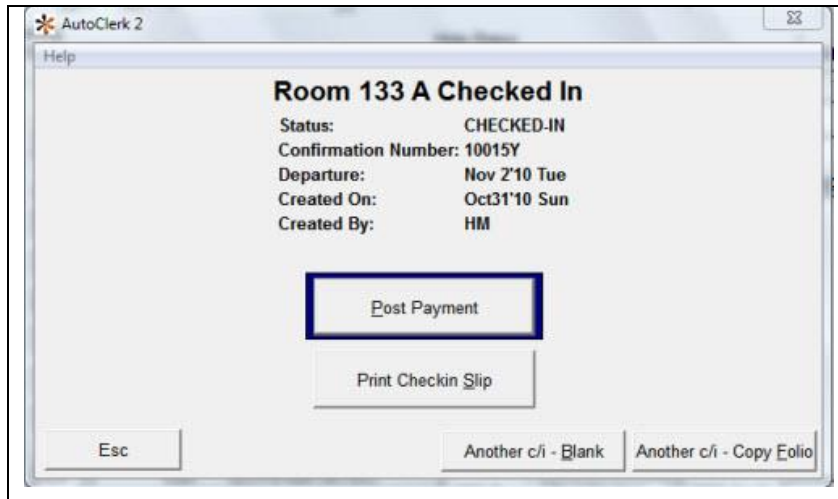 AutoClerk 2
Help
Room 133 A Checked In
Status: CHECKED-IN
Confirmation Number: 10015Y
Departure: Nov 2'10 Tue
Created On: Oct31'10 Sun
Created By: HM
Post Payment
Print Checkin Slip
Esc
Another c/i - Blank
Another c/i - Copy Folio